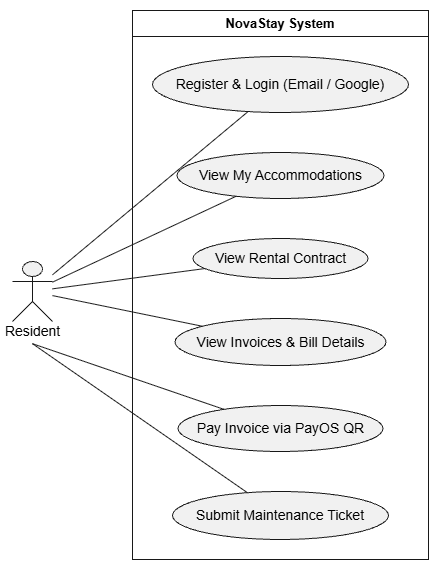 NovaStay System
Register & Login (Email / Google)
View My Accommodations
View Rental Contract
Resident
View Invoices & Bill Details
Pay Invoice via PayOS QR
Submit Maintenance Ticket